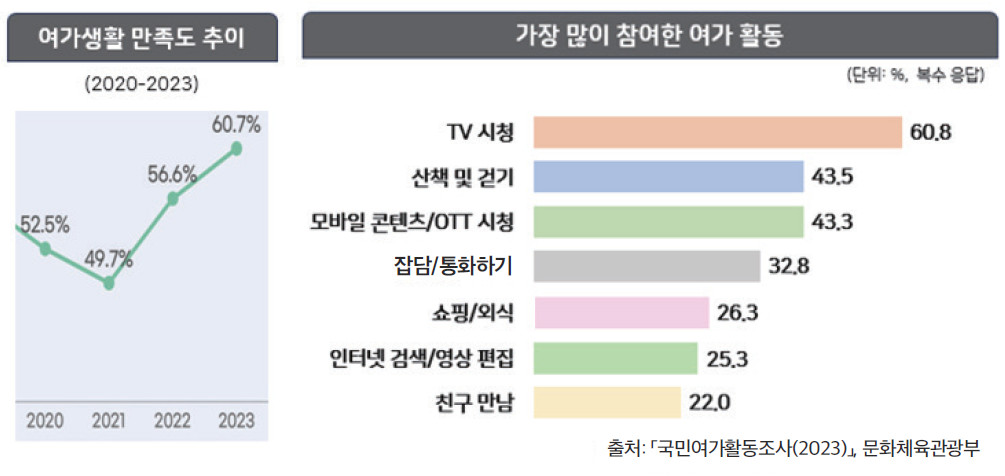 여가생활 만족도 추이
(2020-2023)
60.7%
56.6%
52.5%
49.7%
2020 2021 2022 2023
가장 많이 참여한 여가 활동
(단위: %, 복수 응답)
TV 시청 60.8
산책 및 걷기 43.5
모바일 콘텐츠/OTT 시청 43.3
잡담/통화하기 32.8
쇼핑/외식 26.3
인터넷 검색/영상 편집 25.3
친구 만남 22.0
출처: 「국민여가활동조사(2023)」, 문화체육관광부